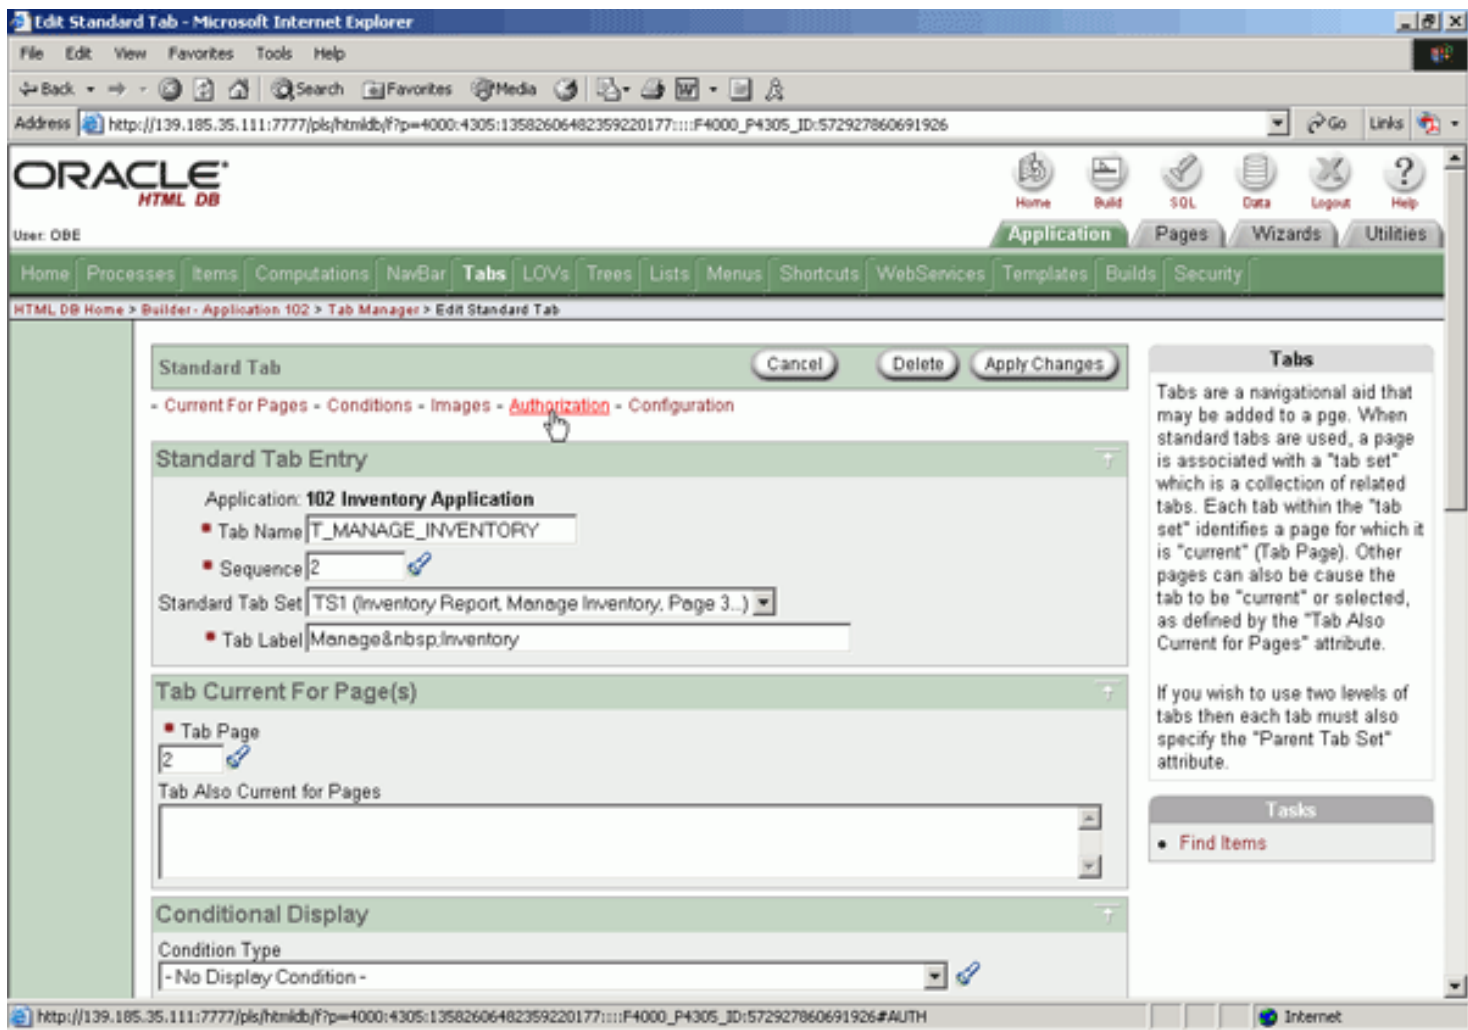 Edit Standard Tab - Microsoft Internet Explorer
File Edit View Favorites Tools Help
Back Search Favorites Media
Address http://139.185.35.111:7777/pls/htmldb/f?p=4000:4305:13582606482359220177::::F4000_P4305_ID:572927860691926 Go Links
ORACLE
HTML DB
Home Build SQL Data Logout Help
User: OBE
Application Pages Wizards Utilities
Home Processes Items Computations NavBar Tabs LOVs Trees Lists Menus Shortcuts WebServices Templates Builds Security
HTML DB Home > Builder - Application 102 > Tab Manager > Edit Standard Tab
Standard Tab Cancel Delete Apply Changes
- Current For Pages - Conditions - Images - Authorization - Configuration
Standard Tab Entry
Application: 102 Inventory Application
Tab Name T_MANAGE_INVENTORY
Sequence 2
Standard Tab Set TS1 (Inventory Report, Manage Inventory, Page 3...)
Tab Label Manage&nbsp;Inventory
Tab Current For Page(s)
Tab Page
2
Tab Also Current for Pages
Conditional Display
Condition Type
- No Display Condition -
Tabs
Tabs are a navigational aid that
may be added to a pge. When
standard tabs are used, a page
is associated with a "tab set"
which is a collection of related
tabs. Each tab within the "tab
set" identifies a page for which it
is "current" (Tab Page). Other
pages can also be cause the
tab to be "current" or selected,
as defined by the "Tab Also
Current for Pages" attribute.
If you wish to use two levels of
tabs then each tab must also
specify the "Parent Tab Set"
attribute.
Tasks
Find Items
http://139.185.35.111:7777/pls/htmldb/f?p=4000:4305:13582606482359220177::::F4000_P4305_ID:572927860691926#AUTH Internet